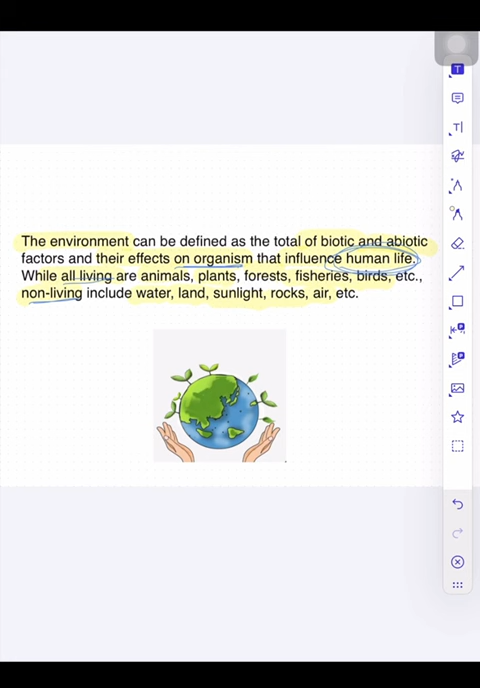 The environment can be defined as the total of biotic and abiotic
factors and their effects on organism that influence human life.
While all living are animals, plants, forests, fisheries, birds, etc.,
non-living include water, land, sunlight, rocks, air, etc.